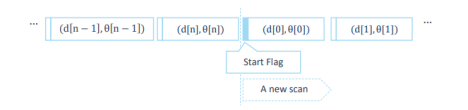 ... (d[n − 1], θ[n − 1]) (d[n], θ[n]) (d[0], θ[0]) (d[1], θ[1]) ...
Start Flag
A new scan